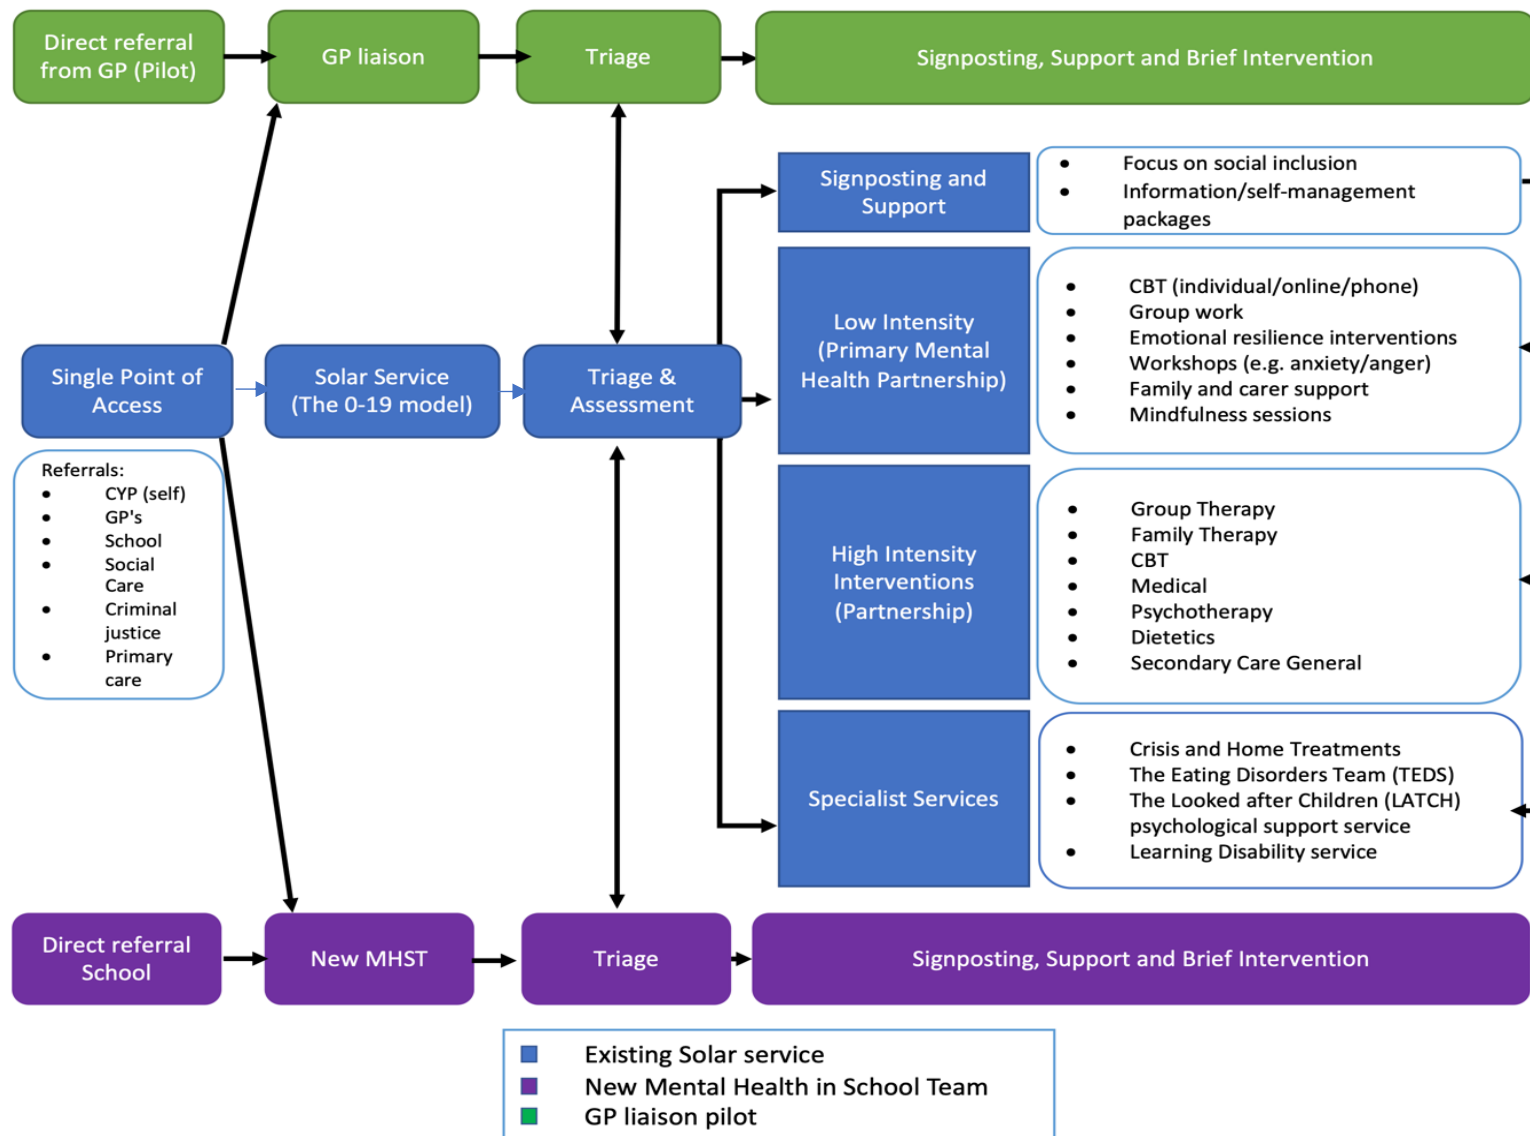 Direct referral
from GP (Pilot)
GP liaison
Triage
Signposting, Support and Brief Intervention
Signposting and
Support
• Focus on social inclusion
• Information/self-management
packages
Single Point of
Access
Solar Service
(The 0-19 model)
Triage &
Assessment
Low Intensity
(Primary Mental
Health Partnership)
• CBT (individual/online/phone)
• Group work
• Emotional resilience interventions
• Workshops (e.g. anxiety/anger)
• Family and carer support
• Mindfulness sessions
Referrals:
• CYP (self)
• GP's
• School
• Social
Care
• Criminal
justice
• Primary
care
High Intensity
Interventions
(Partnership)
• Group Therapy
• Family Therapy
• CBT
• Medical
• Psychotherapy
• Dietetics
• Secondary Care General
Specialist Services
• Crisis and Home Treatments
• The Eating Disorders Team (TEDS)
• The Looked after Children (LATCH)
psychological support service
• Learning Disability service
Direct referral
School
New MHST
Triage
Signposting, Support and Brief Intervention
Existing Solar service
New Mental Health in School Team
GP liaison pilot